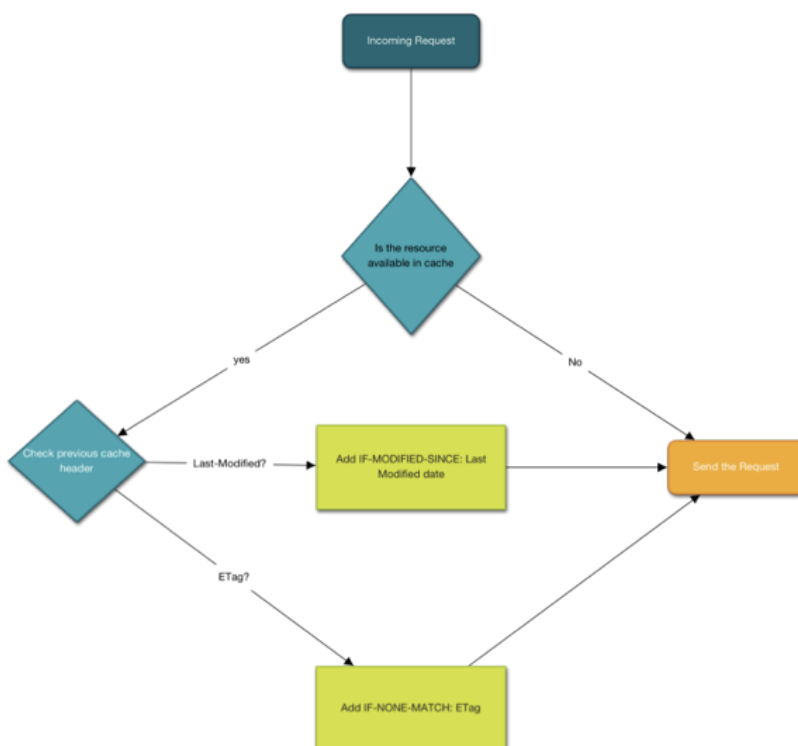 Incoming Request
Is the resource
available in cache
yes
No
Check previous cache
header
Last-Modified?
Add IF-MODIFIED-SINCE: Last
Modified date
Send the Request
ETag?
Add IF-NONE-MATCH: ETag